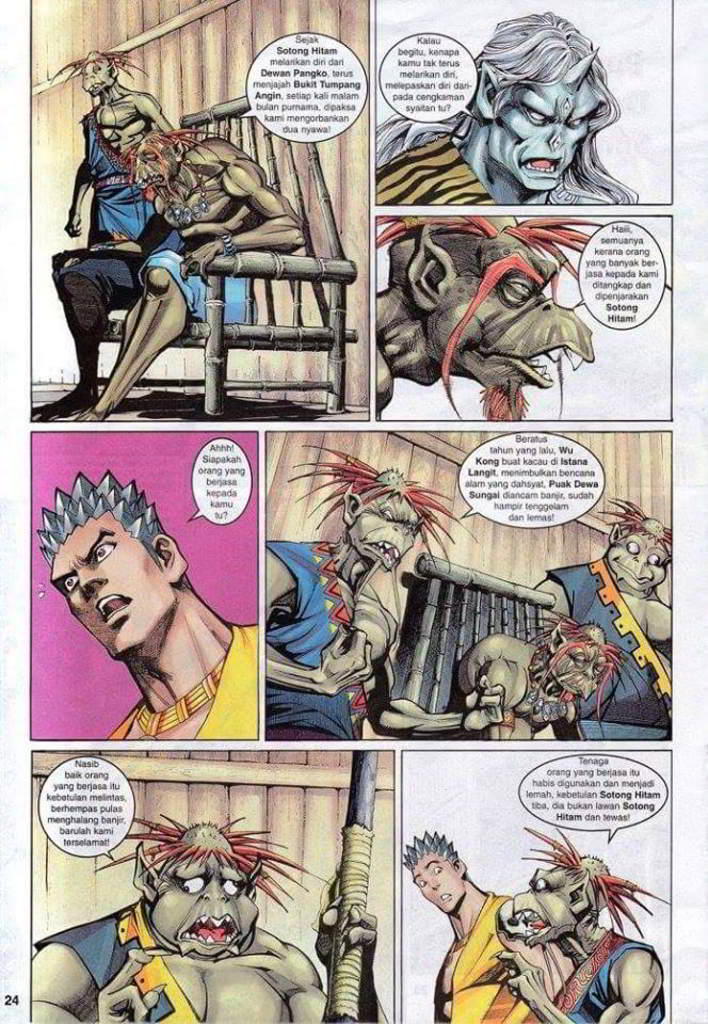 Sejak
Sotong Hitam
melarikan diri dari
Dewan Pangko, terus
menjajah Bukit Tumpang
Angin, setiap kali malam
bulan purnama, dipaksa
kami mengorbankan
dua nyawa!
Kalau
begitu, kenapa
kamu tak terus
melarikan diri,
melepaskan diri dari-
pada cengkaman
syaitan tu?
Haiii,
semuanya
kerana orang
yang banyak ber-
jasa kepada kami
ditangkap dan
dipenjarakan
Sotong
Hitam!
Ahhh!
Siapakah
orang yang
berjasa
kepada
kamu
tu?
Beratus
tahun yang lalu, Wu
Kong buat kacau di Istana
Langit, menimbulkan bencana
alam yang dahsyat, Puak Dewa
Sungai diancam banjir, sudah
hampir tenggelam
dan lemas!
Nasib
baik orang
yang berjasa itu
kebetulan melintas,
berhempas pulas
menghalang banjir,
barulah kami
terselamat!
Tenaga
orang yang berjasa itu
habis digunakan dan menjadi
lemah, kebetulan Sotong Hitam
tiba, dia bukan lawan Sotong
Hitam dan tewas!
24